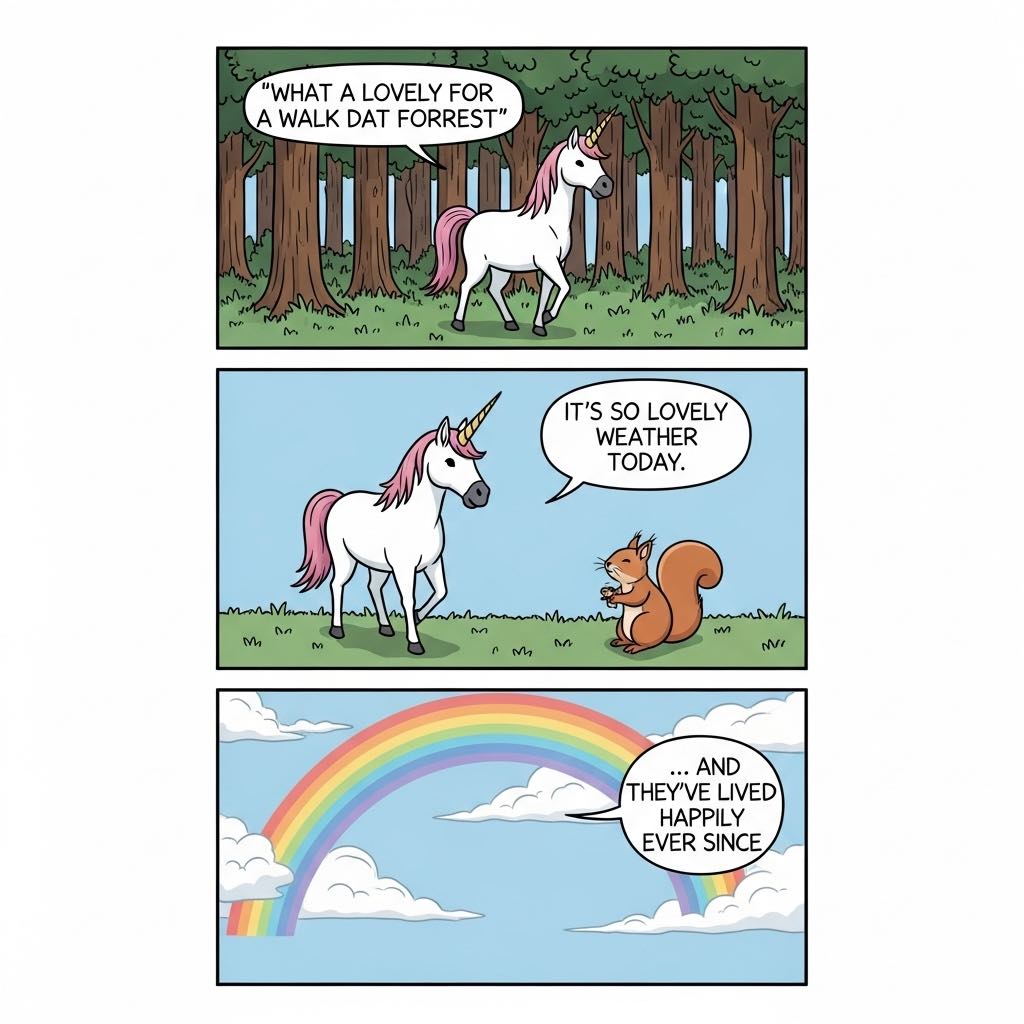 "WHAT A LOVELY FOR
A WALK DAT FORREST"
IT'S SO LOVELY
WEATHER
TODAY.
... AND
THEY'VE LIVED
HAPPILY
EVER SINCE